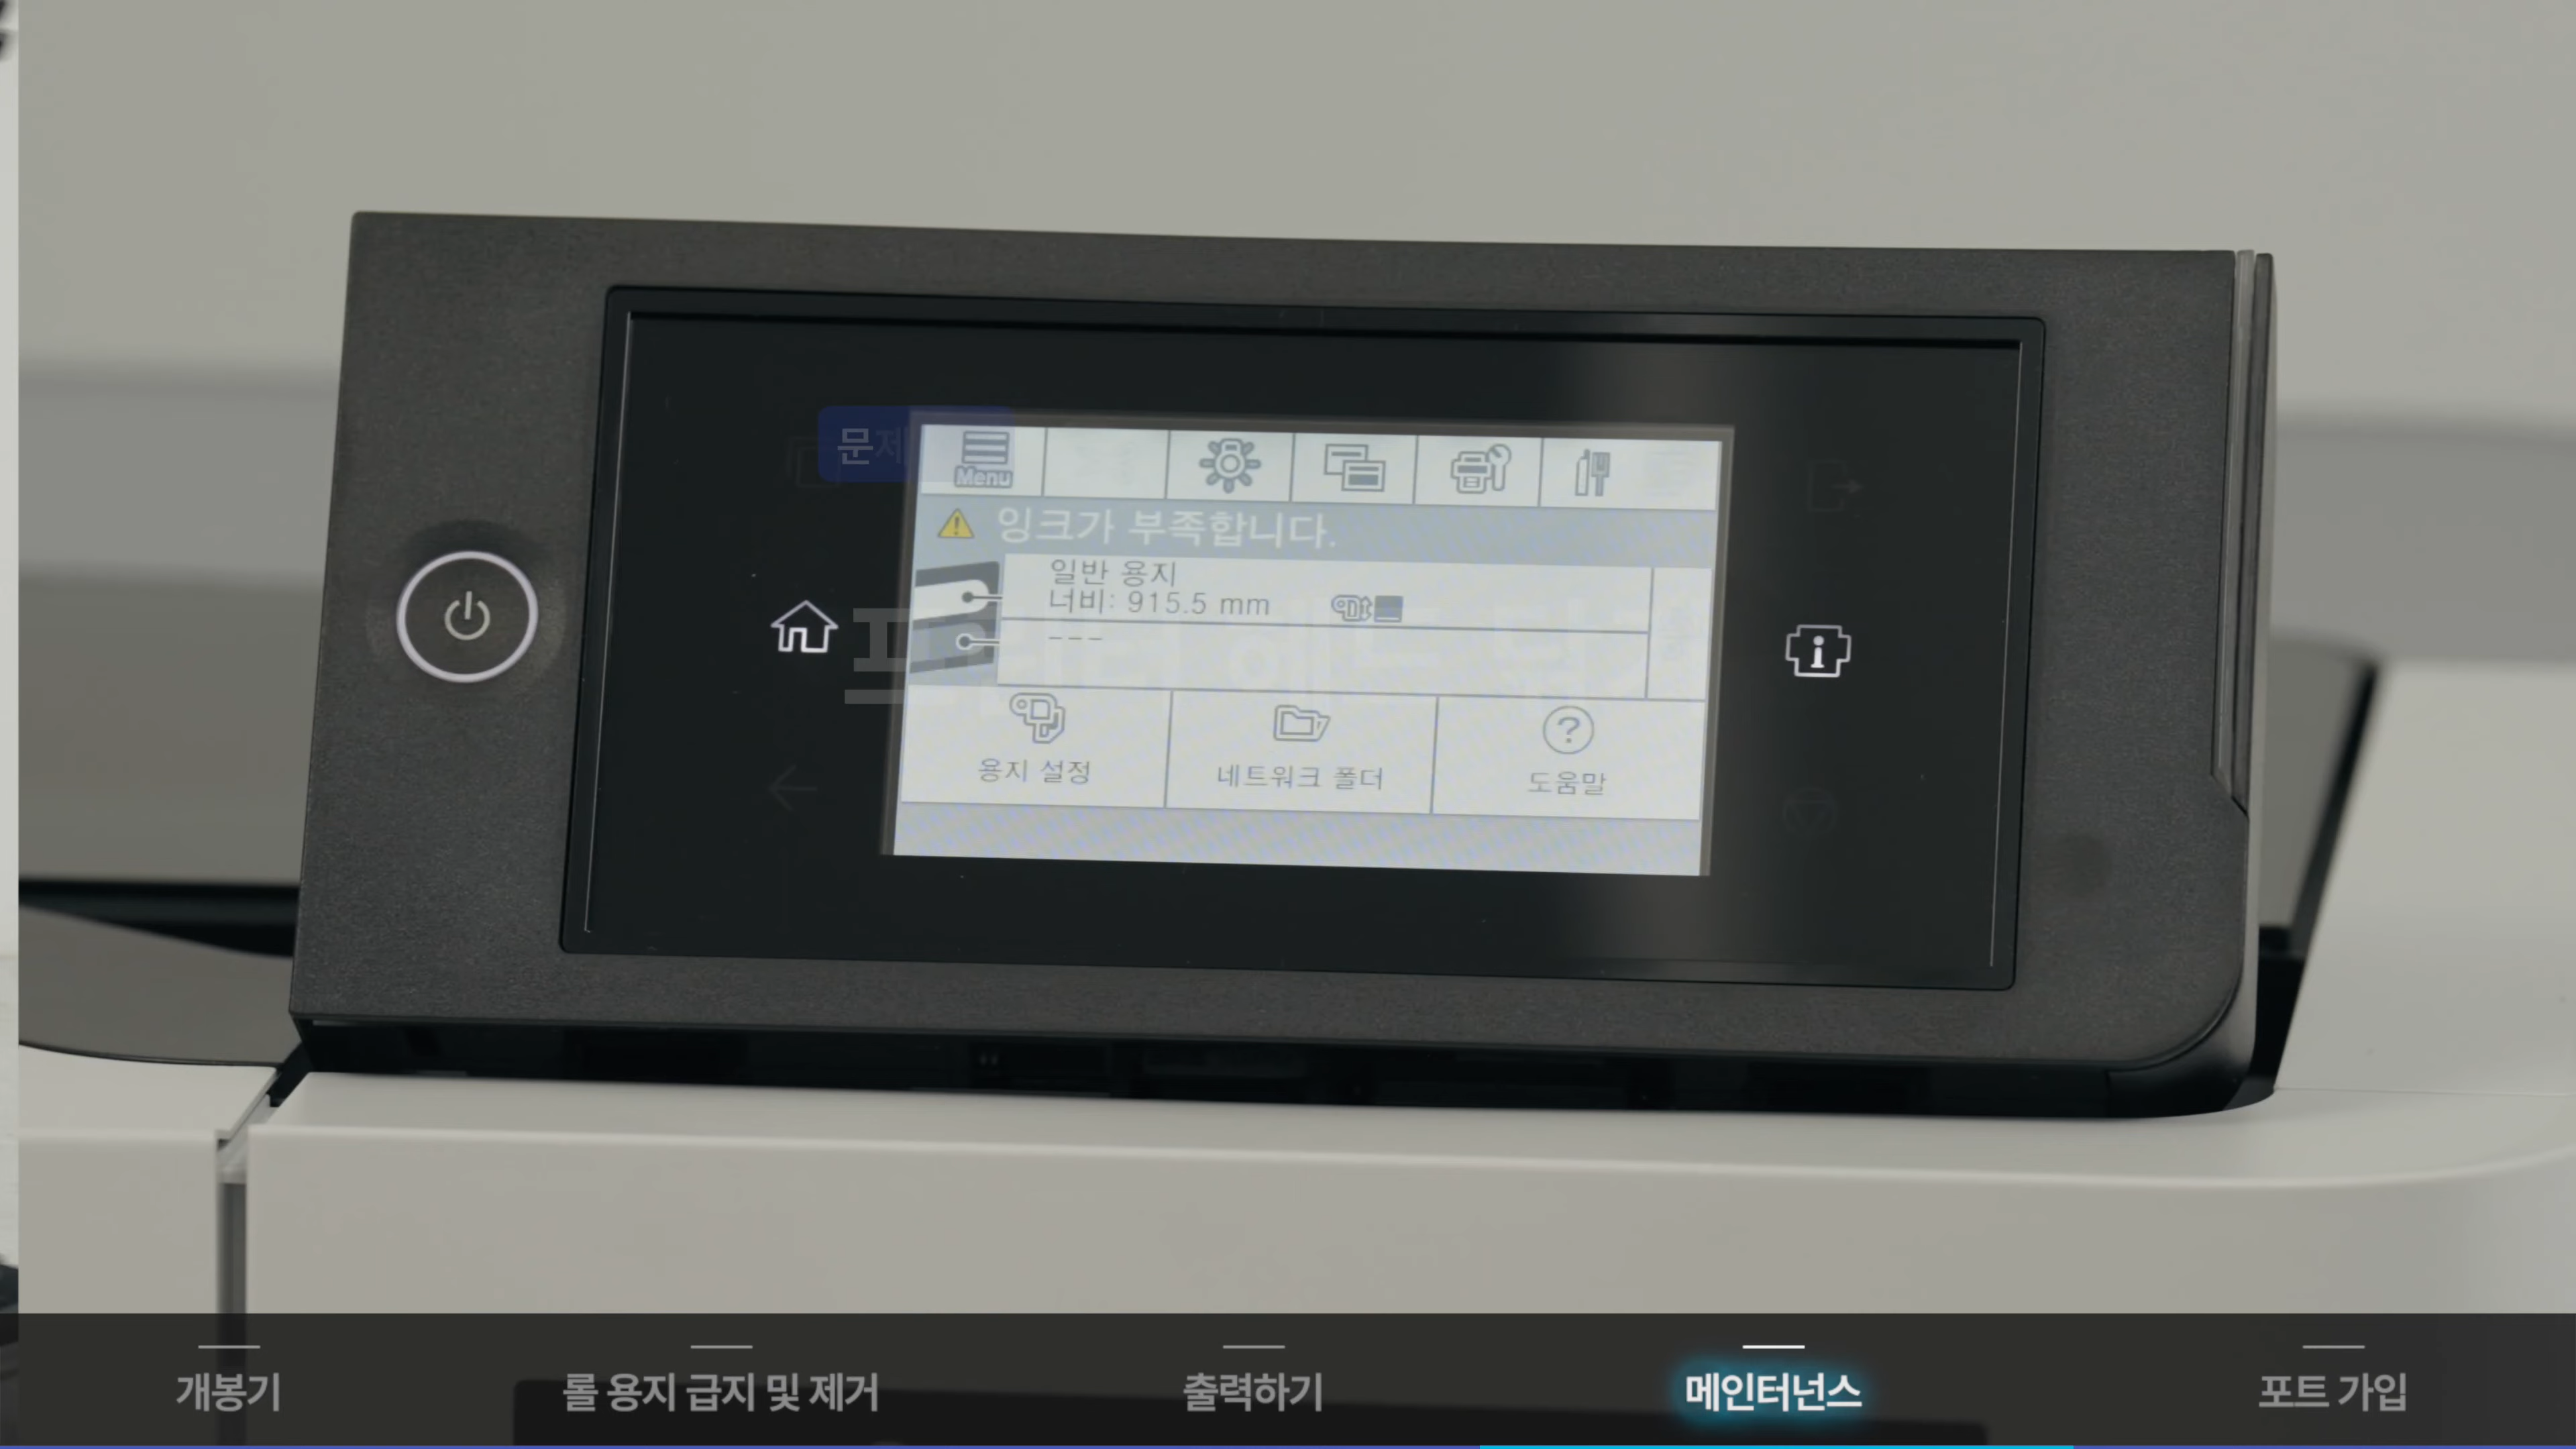 Menu
잉크가 부족합니다.
일반 용지
너비: 915.5 mm
---
용지 설정
네트워크 폴더
도움말
문제
개봉기
롤 용지 급지 및 제거
출력하기
메인터넌스
포트 가입